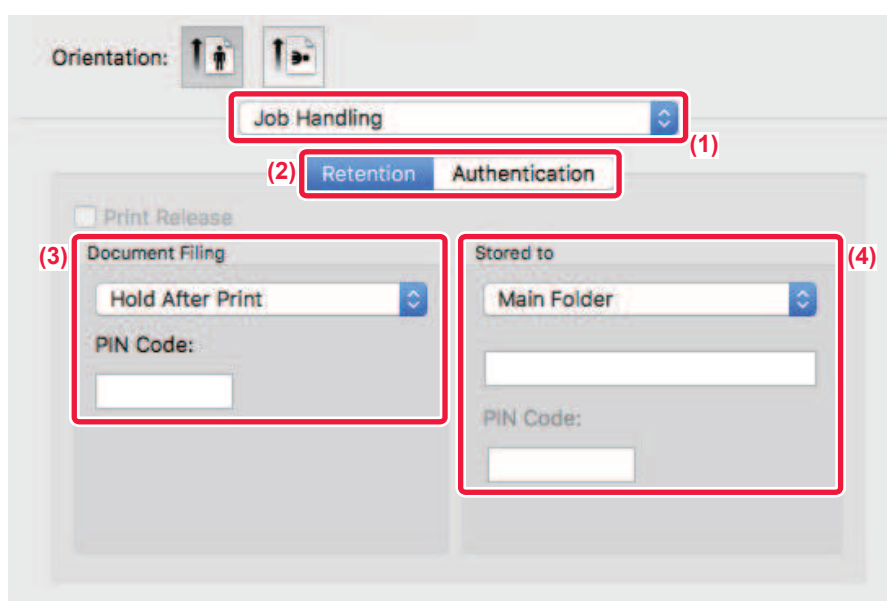 Orientation:
Job Handling
(1)
(2) Retention Authentication
Print Release
(3) Document Filing
Stored to (4)
Hold After Print
Main Folder
PIN Code:
PIN Code: